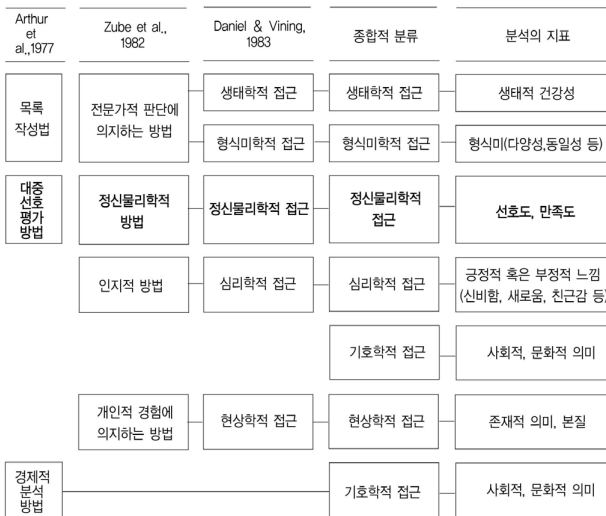 Arthur
et
al.,1977
Zube et al.,
1982
Daniel & Vining,
1983
종합적 분류
분석의 지표
목록
작성법
전문가적 판단에
의지하는 방법
생태학적 접근
생태학적 접근
생태적 건강성
형식미학적 접근
형식미학적 접근
형식미(다양성,동일성 등)
대중
선호
평가
방법
정신물리학적
방법
정신물리학적 접근
정신물리학적
접근
선호도, 만족도
인지적 방법
심리학적 접근
심리학적 접근
긍정적 혹은 부정적 느낌
(신비함, 새로움, 친근감 등)
기호학적 접근
사회적, 문화적 의미
개인적 경험에
의지하는 방법
현상학적 접근
현상학적 접근
존재적 의미, 본질
경제적
분석
방법
기호학적 접근
사회적, 문화적 의미